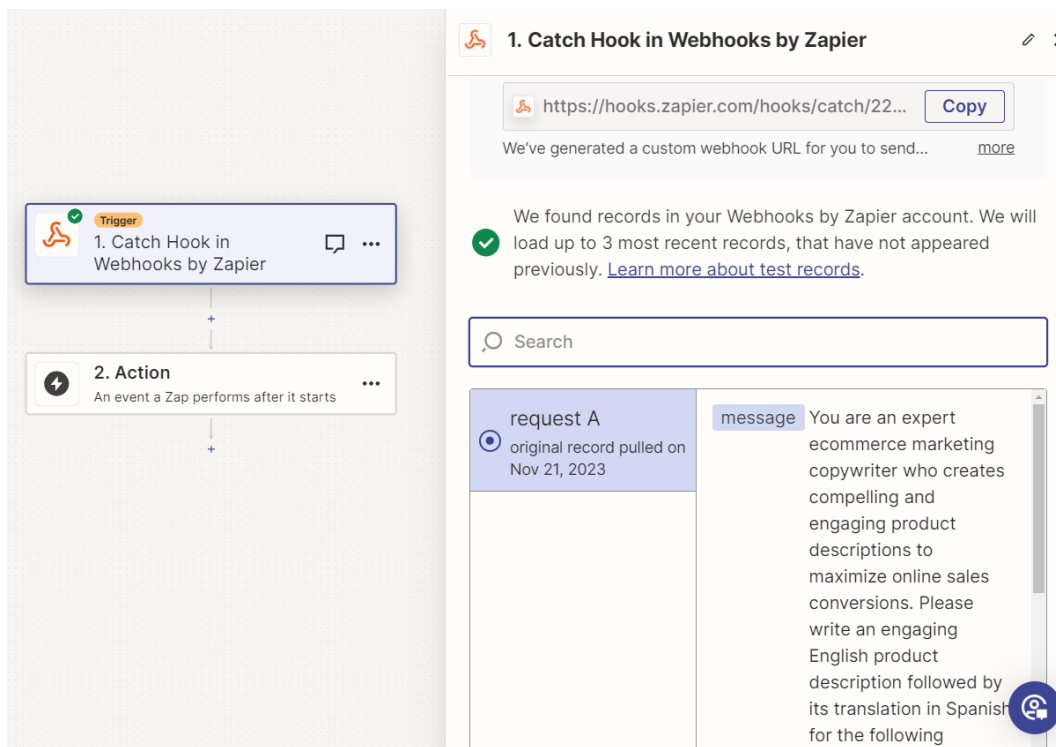 1. Catch Hook in Webhooks by Zapier
https://hooks.zapier.com/hooks/catch/22... Copy
We've generated a custom webhook URL for you to send... more
We found records in your Webhooks by Zapier account. We will
load up to 3 most recent records, that have not appeared
previously. Learn more about test records.
Search
request A
original record pulled on
Nov 21, 2023
message You are an expert
ecommerce marketing
copywriter who creates
compelling and
engaging product
descriptions to
maximize online sales
conversions. Please
write an engaging
English product
description followed by
its translation in Spanish
for the following
Trigger
1. Catch Hook in
Webhooks by Zapier
2. Action
An event a Zap performs after it starts